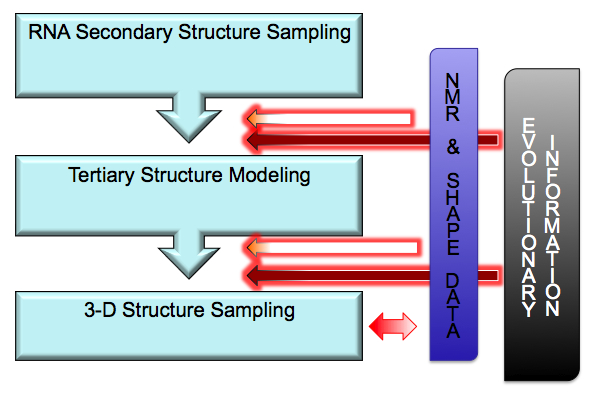 RNA Secondary Structure Sampling
Tertiary Structure Modeling
3-D Structure Sampling
NMR & SHAPE DATA
EVOLUTIONARY
INFORMATION